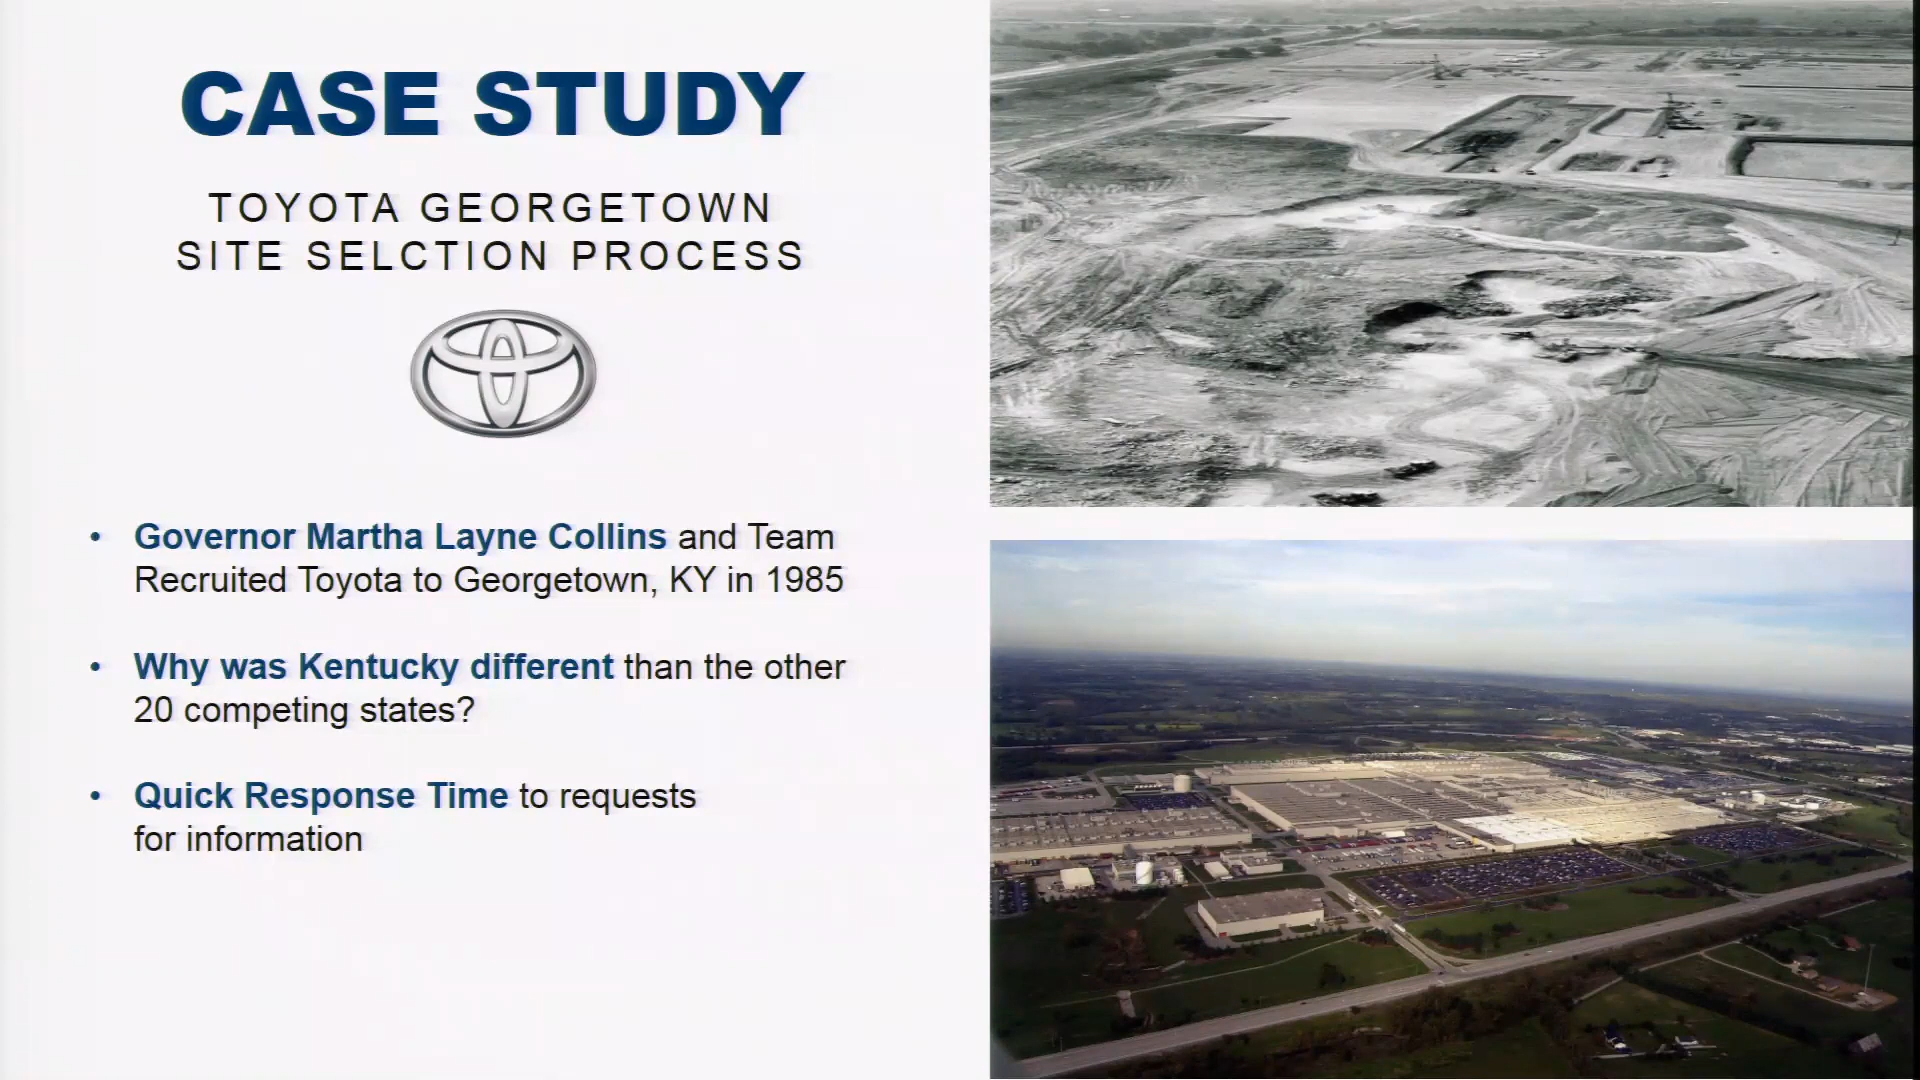 CASE STUDY
TOYOTA GEORGETOWN
SITE SELCTION PROCESS
• Governor Martha Layne Collins and Team
Recruited Toyota to Georgetown, KY in 1985
• Why was Kentucky different than the other
20 competing states?
• Quick Response Time to requests
for information